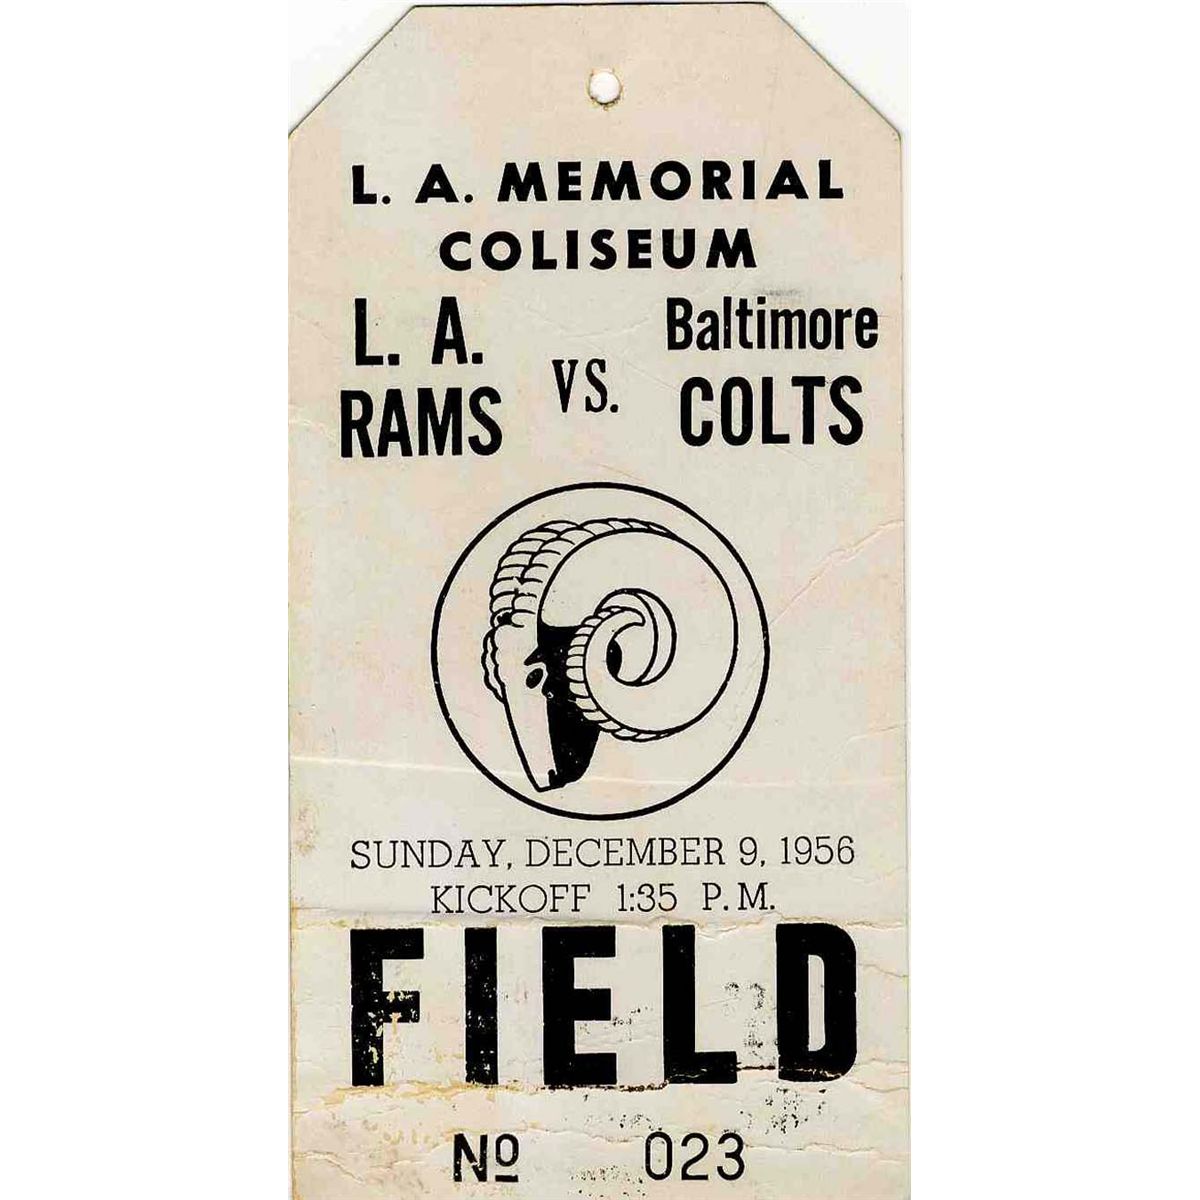 L. A. MEMORIAL
COLISEUM
L. A.
RAMS
VS.
Baltimore
COLTS
SUNDAY, DECEMBER 9, 1956
KICKOFF 1:35 P.M.
FIELD
Nº 023